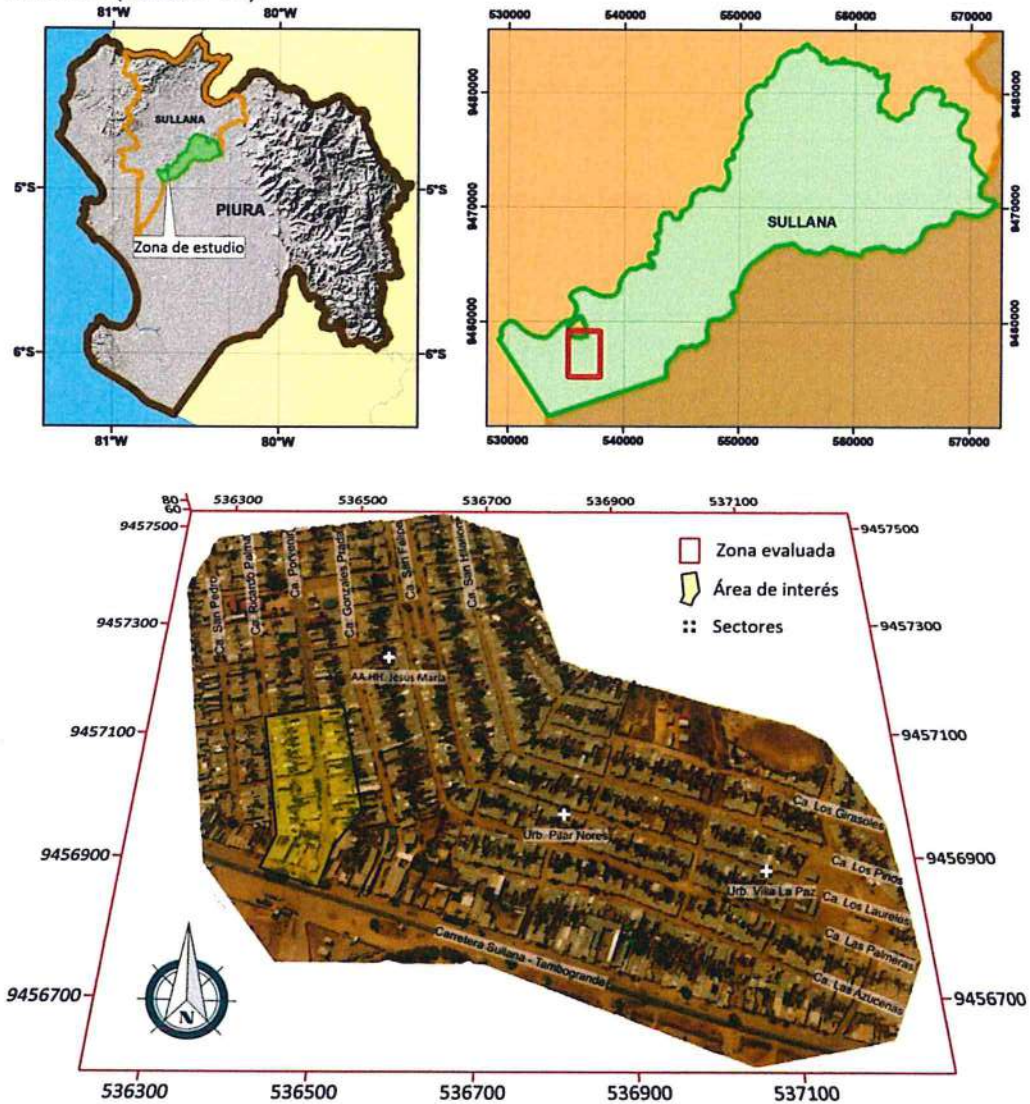 81°W 80°W
SULLANA
5°S 5°S
PIURA
Zona de estudio
6°S 6°S
81°W 80°W
530000 540000 550000 560000 570000
9480000 9480000
9470000 9470000
SULLANA
9460000 9460000
530000 540000 550000 560000 570000
80
60
536300 536500 536700 536900 537100
9457500 9457500
Zona evaluada
Área de interés
Sectores
Ca. San Pedro
Ca. Ricardo Palma
Ca. Porvenir
Ca. Gonzales Prada
Ca. San Felipe
Ca. San Hilarion
9457300 9457300
AA.HH. Jesús María
9457100 9457100
Ca. Los Girasoles
Urb. Pilar Nores
9456900 9456900
Ca. Los Pinos
Urb. Villa La Paz
Ca. Los Laureles
Ca. Las Palmeras
Carretera Sullana - Tambogrande
Ca. Las Azucenas
9456700 9456700
N
536300 536500 536700 536900 537100